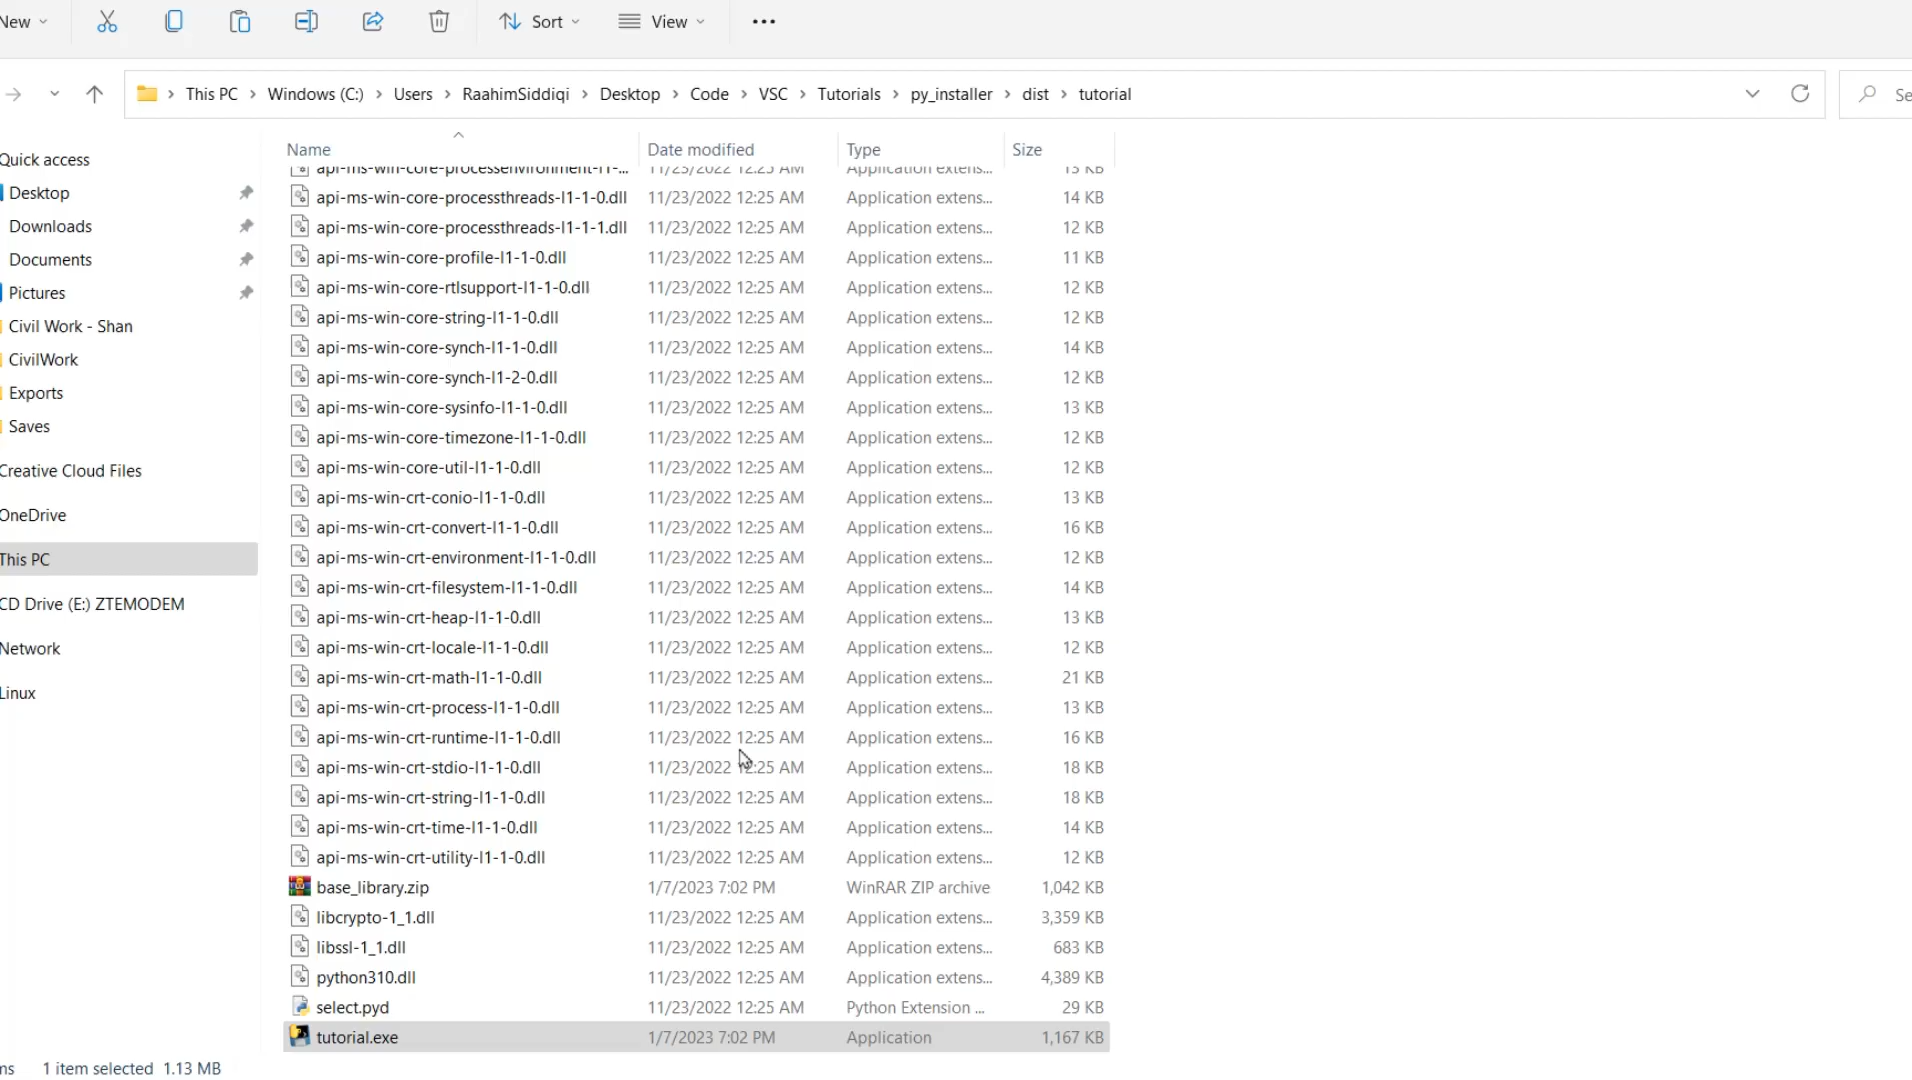 New
Sort
View
This PC > Windows (C:) > Users > RaahimSiddiqi > Desktop > Code > VSC > Tutorials > py_installer > dist > tutorial
Se
Quick access
Desktop
Downloads
Documents
Pictures
Civil Work - Shan
CivilWork
Exports
Saves
Creative Cloud Files
OneDrive
This PC
CD Drive (E:) ZTEMODEM
Network
Linux
Name Date modified Type Size
api-ms-win-core-processenvironment-l1-... 11/23/2022 12:25 AM Application extens... 13 KB
api-ms-win-core-processthreads-l1-1-0.dll 11/23/2022 12:25 AM Application extens... 14 KB
api-ms-win-core-processthreads-l1-1-1.dll 11/23/2022 12:25 AM Application extens... 12 KB
api-ms-win-core-profile-l1-1-0.dll 11/23/2022 12:25 AM Application extens... 11 KB
api-ms-win-core-rtlsupport-l1-1-0.dll 11/23/2022 12:25 AM Application extens... 12 KB
api-ms-win-core-string-l1-1-0.dll 11/23/2022 12:25 AM Application extens... 12 KB
api-ms-win-core-synch-l1-1-0.dll 11/23/2022 12:25 AM Application extens... 14 KB
api-ms-win-core-synch-l1-2-0.dll 11/23/2022 12:25 AM Application extens... 12 KB
api-ms-win-core-sysinfo-l1-1-0.dll 11/23/2022 12:25 AM Application extens... 13 KB
api-ms-win-core-timezone-l1-1-0.dll 11/23/2022 12:25 AM Application extens... 12 KB
api-ms-win-core-util-l1-1-0.dll 11/23/2022 12:25 AM Application extens... 12 KB
api-ms-win-crt-conio-l1-1-0.dll 11/23/2022 12:25 AM Application extens... 13 KB
api-ms-win-crt-convert-l1-1-0.dll 11/23/2022 12:25 AM Application extens... 16 KB
api-ms-win-crt-environment-l1-1-0.dll 11/23/2022 12:25 AM Application extens... 12 KB
api-ms-win-crt-filesystem-l1-1-0.dll 11/23/2022 12:25 AM Application extens... 14 KB
api-ms-win-crt-heap-l1-1-0.dll 11/23/2022 12:25 AM Application extens... 13 KB
api-ms-win-crt-locale-l1-1-0.dll 11/23/2022 12:25 AM Application extens... 12 KB
api-ms-win-crt-math-l1-1-0.dll 11/23/2022 12:25 AM Application extens... 21 KB
api-ms-win-crt-process-l1-1-0.dll 11/23/2022 12:25 AM Application extens... 13 KB
api-ms-win-crt-runtime-l1-1-0.dll 11/23/2022 12:25 AM Application extens... 16 KB
api-ms-win-crt-stdio-l1-1-0.dll 11/23/2022 12:25 AM Application extens... 18 KB
api-ms-win-crt-string-l1-1-0.dll 11/23/2022 12:25 AM Application extens... 18 KB
api-ms-win-crt-time-l1-1-0.dll 11/23/2022 12:25 AM Application extens... 14 KB
api-ms-win-crt-utility-l1-1-0.dll 11/23/2022 12:25 AM Application extens... 12 KB
base_library.zip 1/7/2023 7:02 PM WinRAR ZIP archive 1,042 KB
libcrypto-1_1.dll 11/23/2022 12:25 AM Application extens... 3,359 KB
libssl-1_1.dll 11/23/2022 12:25 AM Application extens... 683 KB
python310.dll 11/23/2022 12:25 AM Application extens... 4,389 KB
select.pyd 11/23/2022 12:25 AM Python Extension ... 29 KB
tutorial.exe 1/7/2023 7:02 PM Application 1,167 KB
ms 1 item selected 1.13 MB